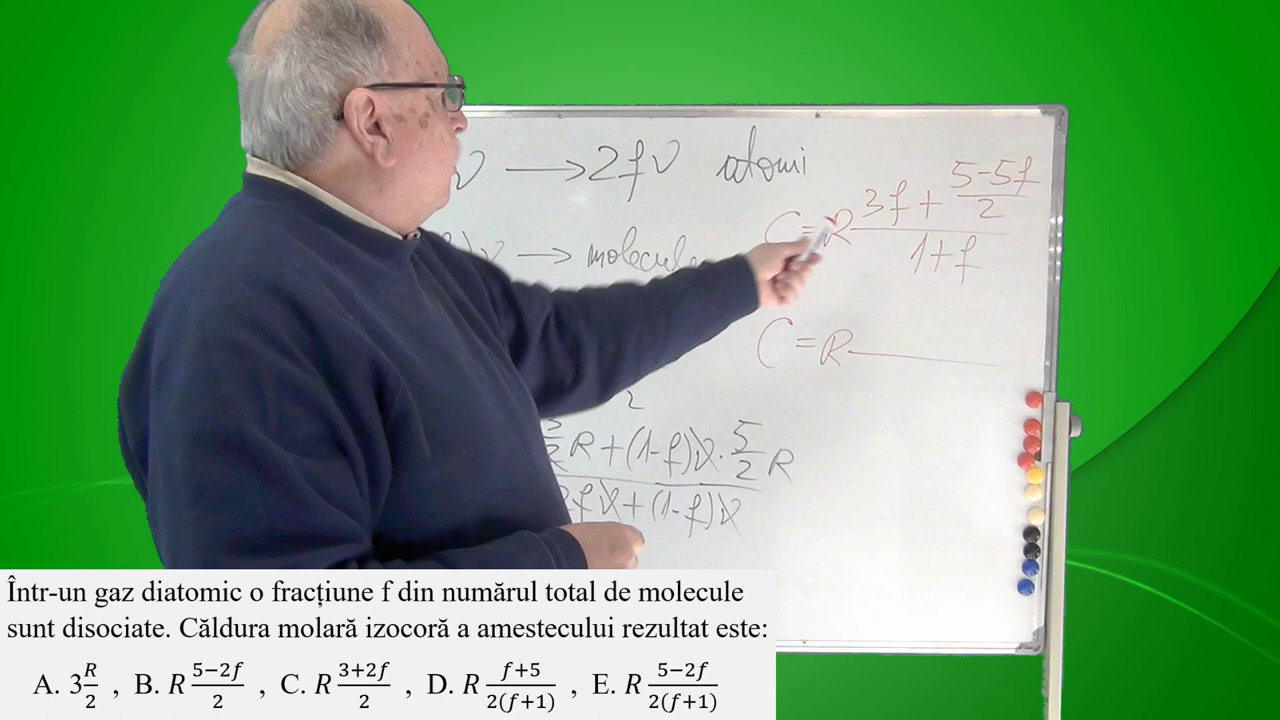 ν → 2fν atomi
C = R (3f + (5-5f)/2)/(1+f)
)ν → molecule
C = R
2
R + (1-f)ν · 5/2 R
2fν + (1-f)ν
Într-un gaz diatomic o fracțiune f din numărul total de molecule
sunt disociate. Căldura molară izocoră a amestecului rezultat este:
A. 3 R/2 , B. R (5−2f)/2 , C. R (3+2f)/2 , D. R (f+5)/(2(f+1)) , E. R (5−2f)/(2(f+1))